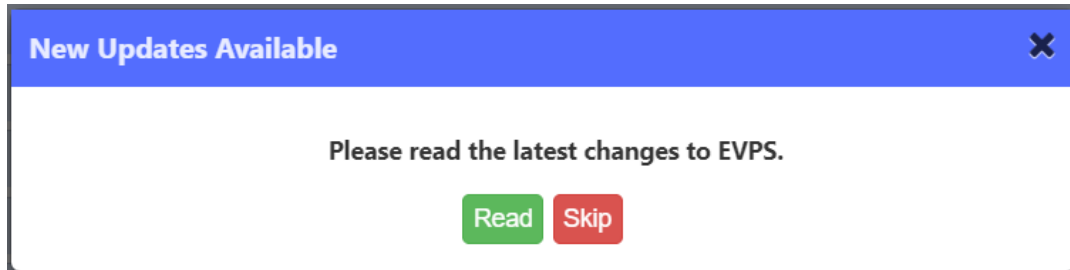 New Updates Available
Please read the latest changes to EVPS.
Read Skip